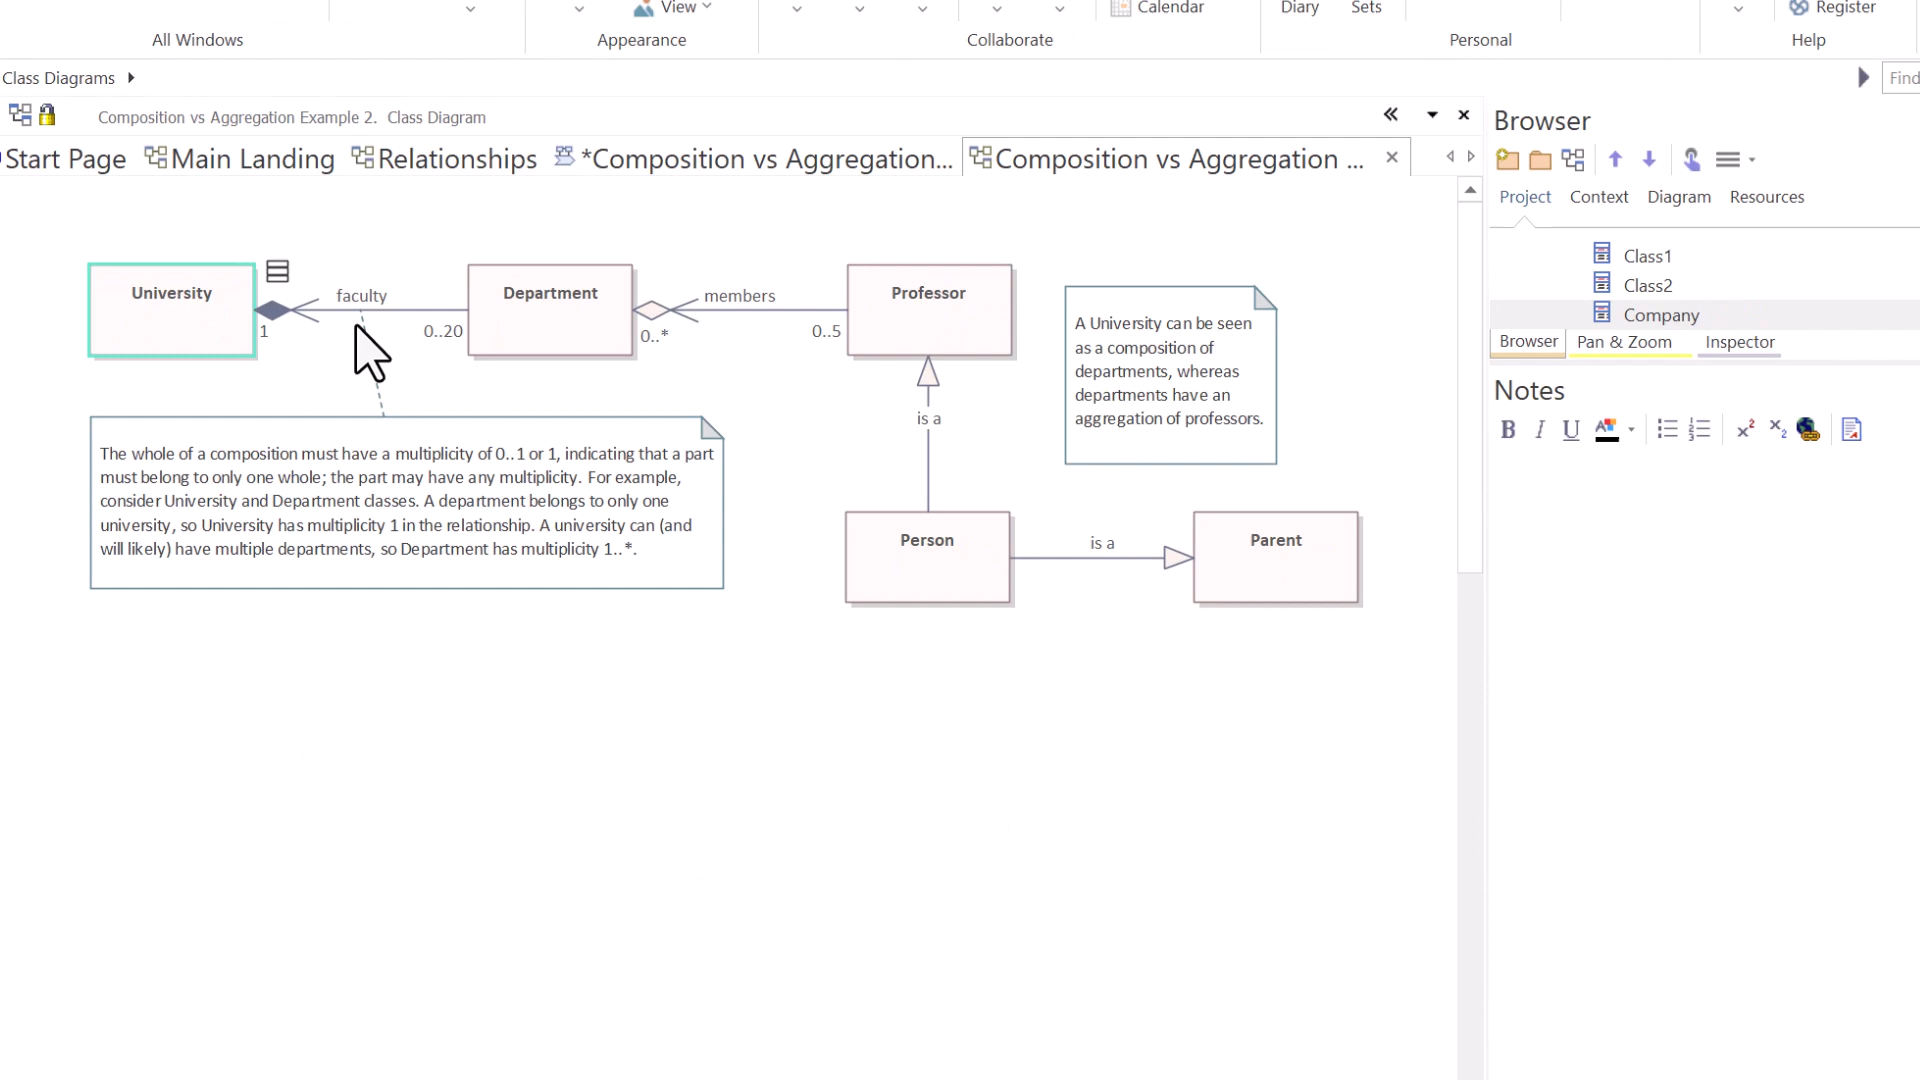 View
Calendar
Diary
Sets
Register
All Windows
Appearance
Collaborate
Personal
Help
Class Diagrams
Find
Composition vs Aggregation Example 2. Class Diagram
Start Page
Main Landing
Relationships
*Composition vs Aggregation...
Composition vs Aggregation ...
Browser
Project
Context
Diagram
Resources
Class1
Class2
Company
Browser
Pan & Zoom
Inspector
Notes
B I U
University
1
faculty
0..20
Department
0..*
members
0..5
Professor
A University can be seen
as a composition of
departments, whereas
departments have an
aggregation of professors.
is a
The whole of a composition must have a multiplicity of 0..1 or 1, indicating that a part
must belong to only one whole; the part may have any multiplicity. For example,
consider University and Department classes. A department belongs to only one
university, so University has multiplicity 1 in the relationship. A university can (and
will likely) have multiple departments, so Department has multiplicity 1..*.
Person
is a
Parent